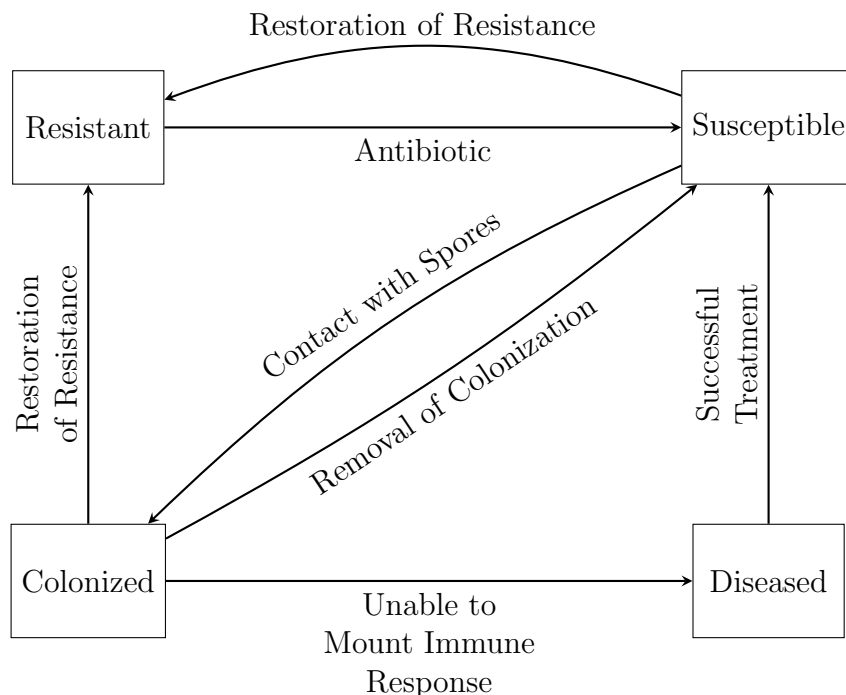 Restoration of Resistance
Resistant
Susceptible
Antibiotic
Contact with Spores
Removal of Colonization
Restoration
of Resistance
Successful
Treatment
Colonized
Diseased
Unable to
Mount Immune
Response